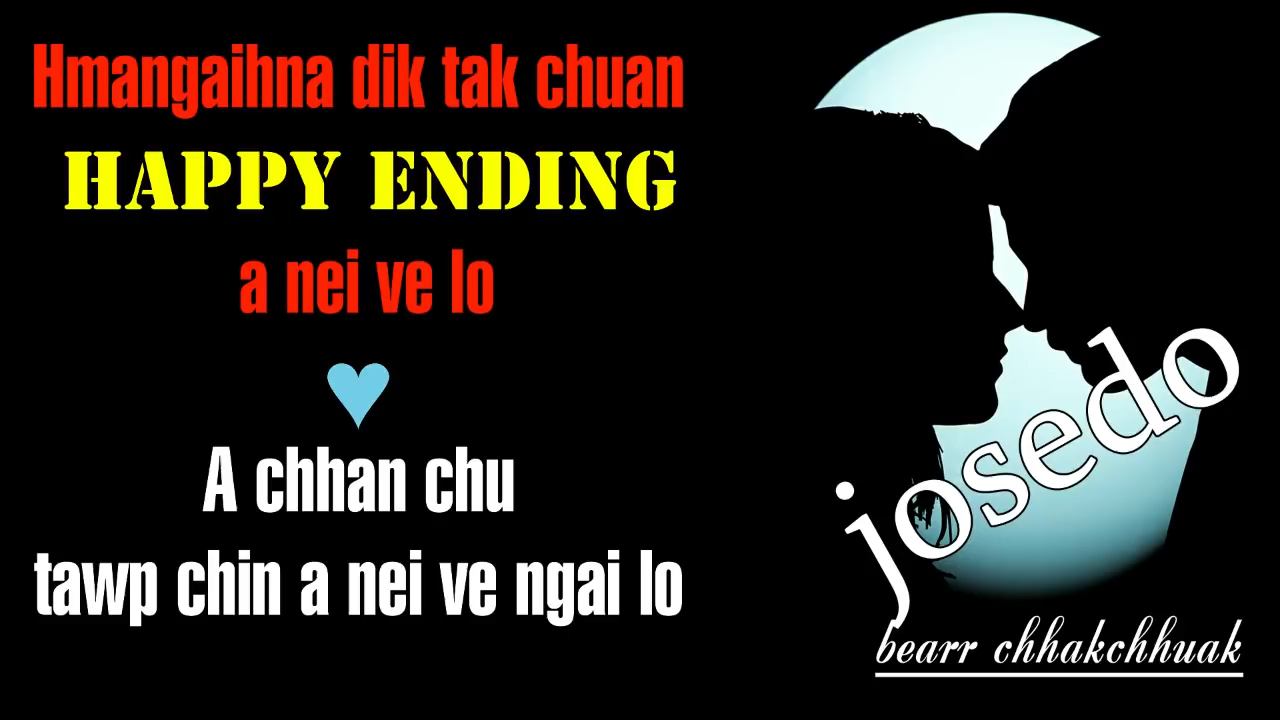 Hmangaihna dik tak chuan
HAPPY ENDING
a nei ve lo
A chhan chu
tawp chin a nei ve ngai lo
josedo
bearr chhakchhuak